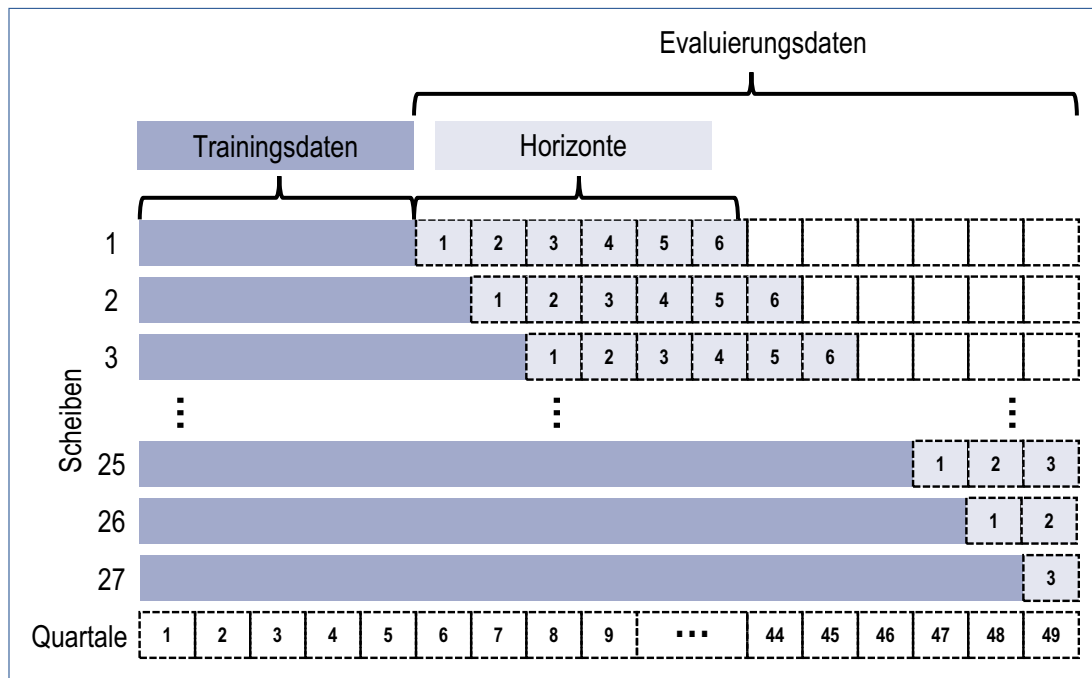 Evaluierungsdaten
Trainingsdaten
Horizonte
Scheiben
1 1 2 3 4 5 6
2 1 2 3 4 5 6
3 1 2 3 4 5 6
⋮ ⋮ ⋮
25 1 2 3
26 1 2
27 3
Quartale 1 2 3 4 5 6 7 8 9 ... 44 45 46 47 48 49